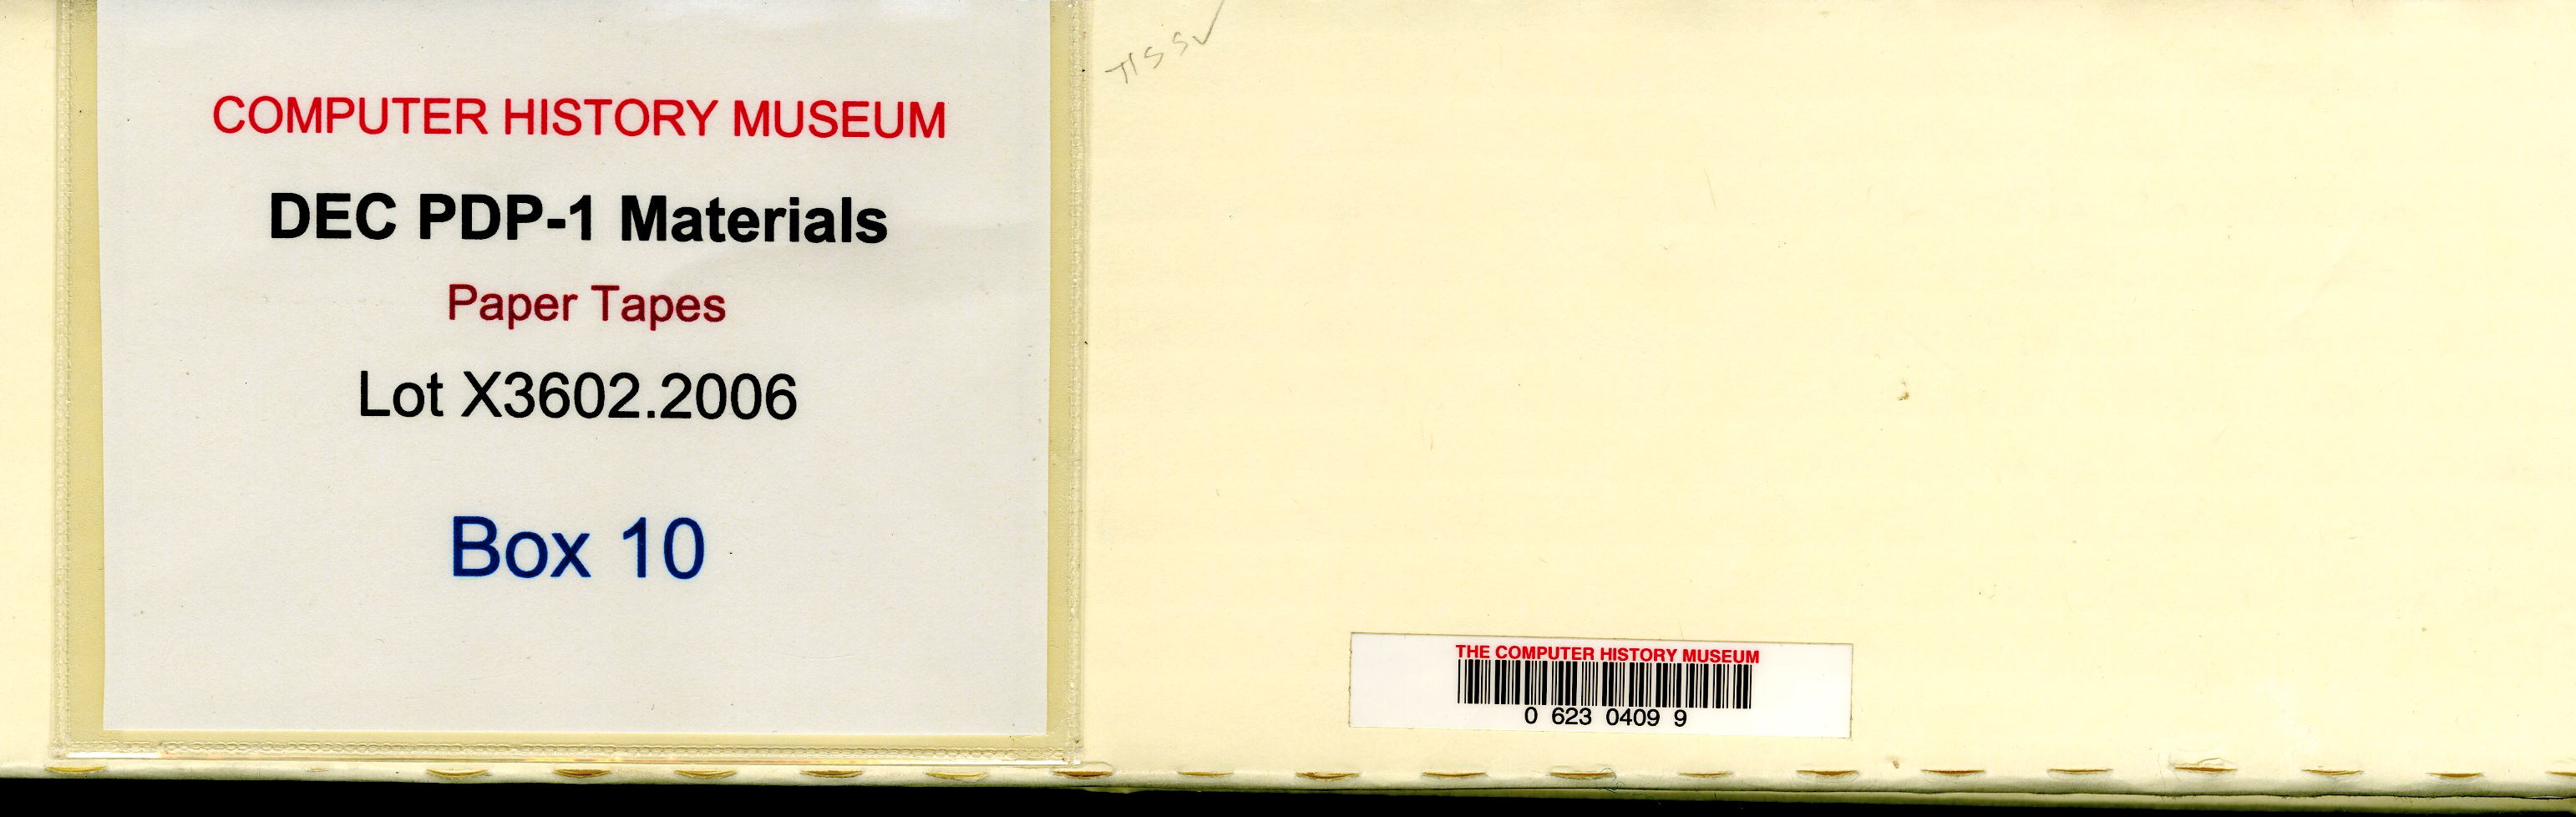 COMPUTER HISTORY MUSEUM
DEC PDP-1 Materials
Paper Tapes
Lot X3602.2006
Box 10
THE COMPUTER HISTORY MUSEUM
0 623 0409 9